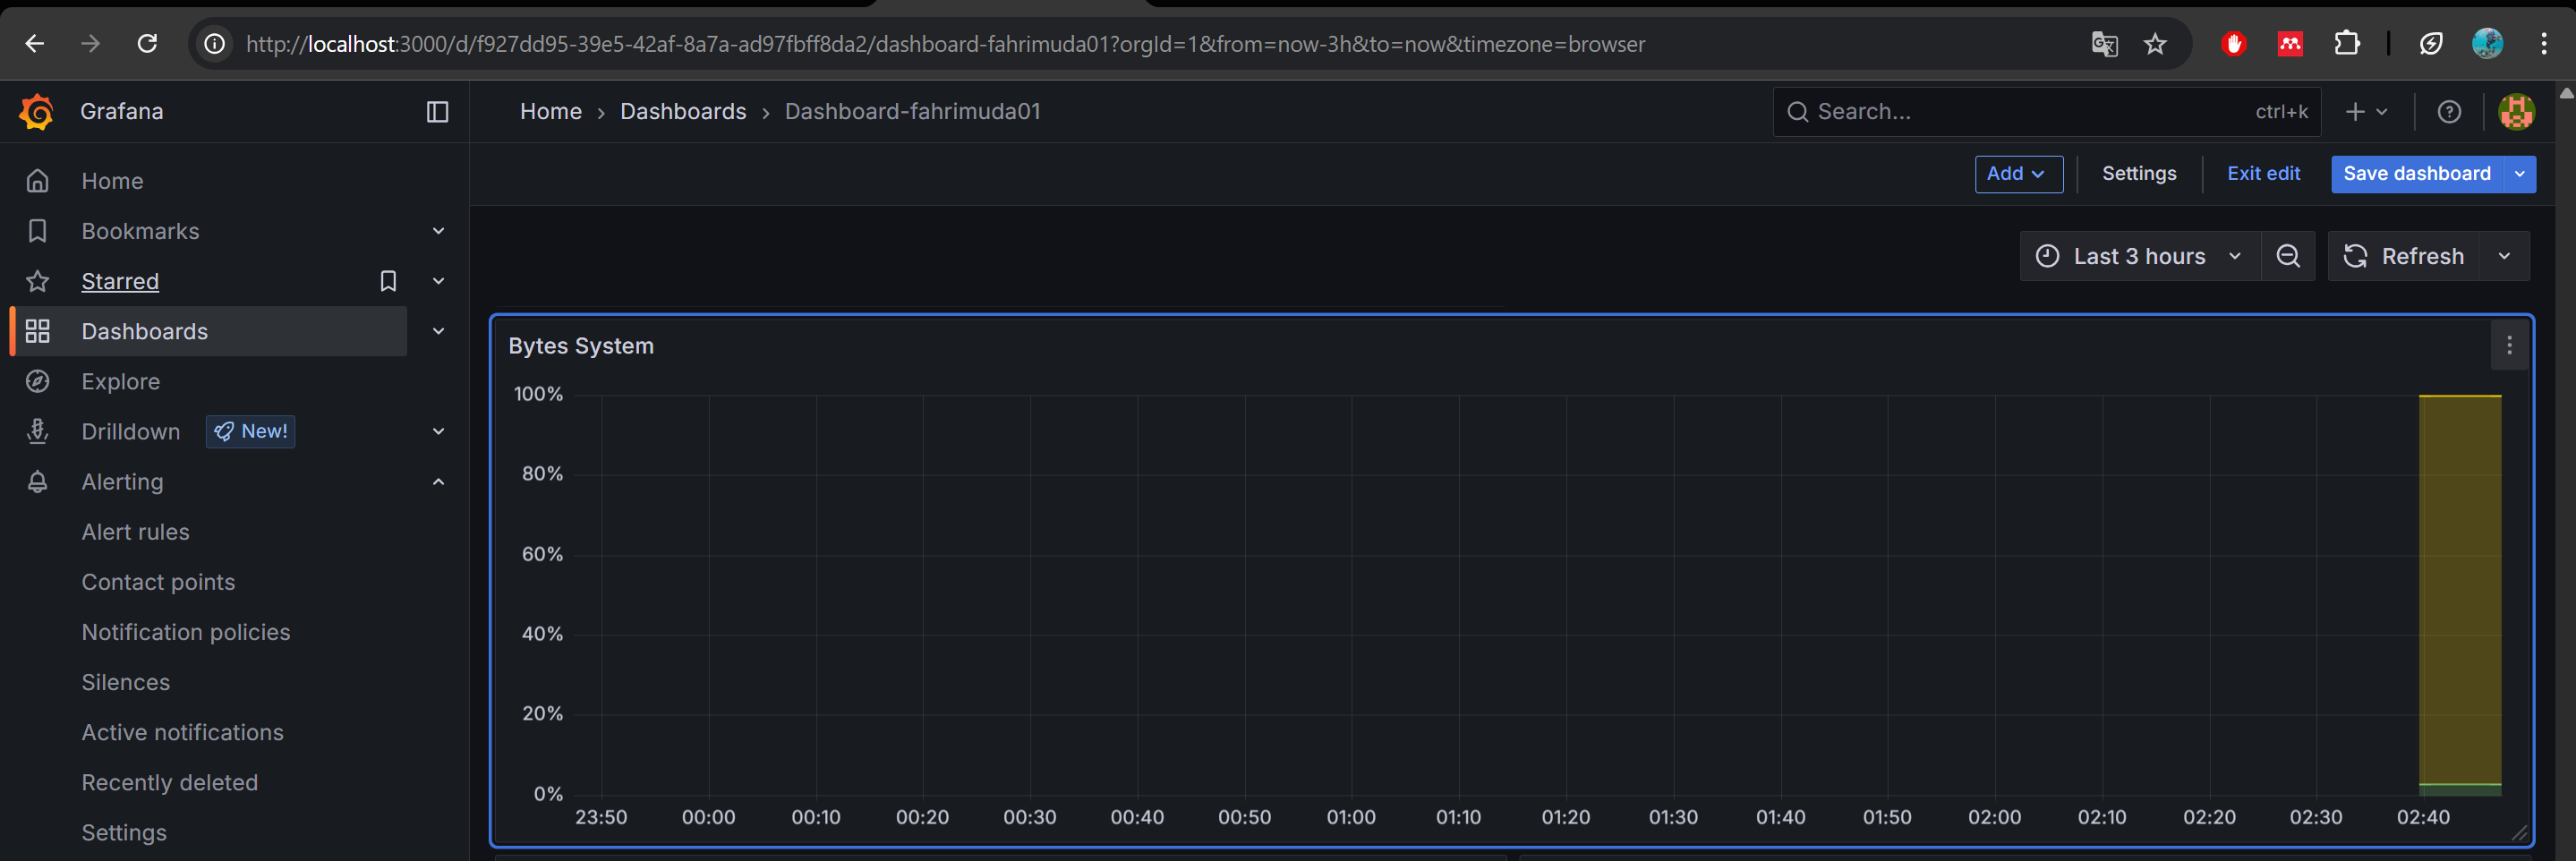 http://localhost:3000/d/f927dd95-39e5-42af-8a7a-ad97fbff8da2/dashboard-fahrimuda01?orgId=1&from=now-3h&to=now&timezone=browser
Grafana
Home › Dashboards › Dashboard-fahrimuda01
Search...
ctrl+k
Add
Settings
Exit edit
Save dashboard
Home
Bookmarks
Starred
Dashboards
Explore
Drilldown
New!
Alerting
Alert rules
Contact points
Notification policies
Silences
Active notifications
Recently deleted
Settings
Last 3 hours
Refresh
Bytes System
100%
80%
60%
40%
20%
0%
23:50 00:00 00:10 00:20 00:30 00:40 00:50 01:00 01:10 01:20 01:30 01:40 01:50 02:00 02:10 02:20 02:30 02:40